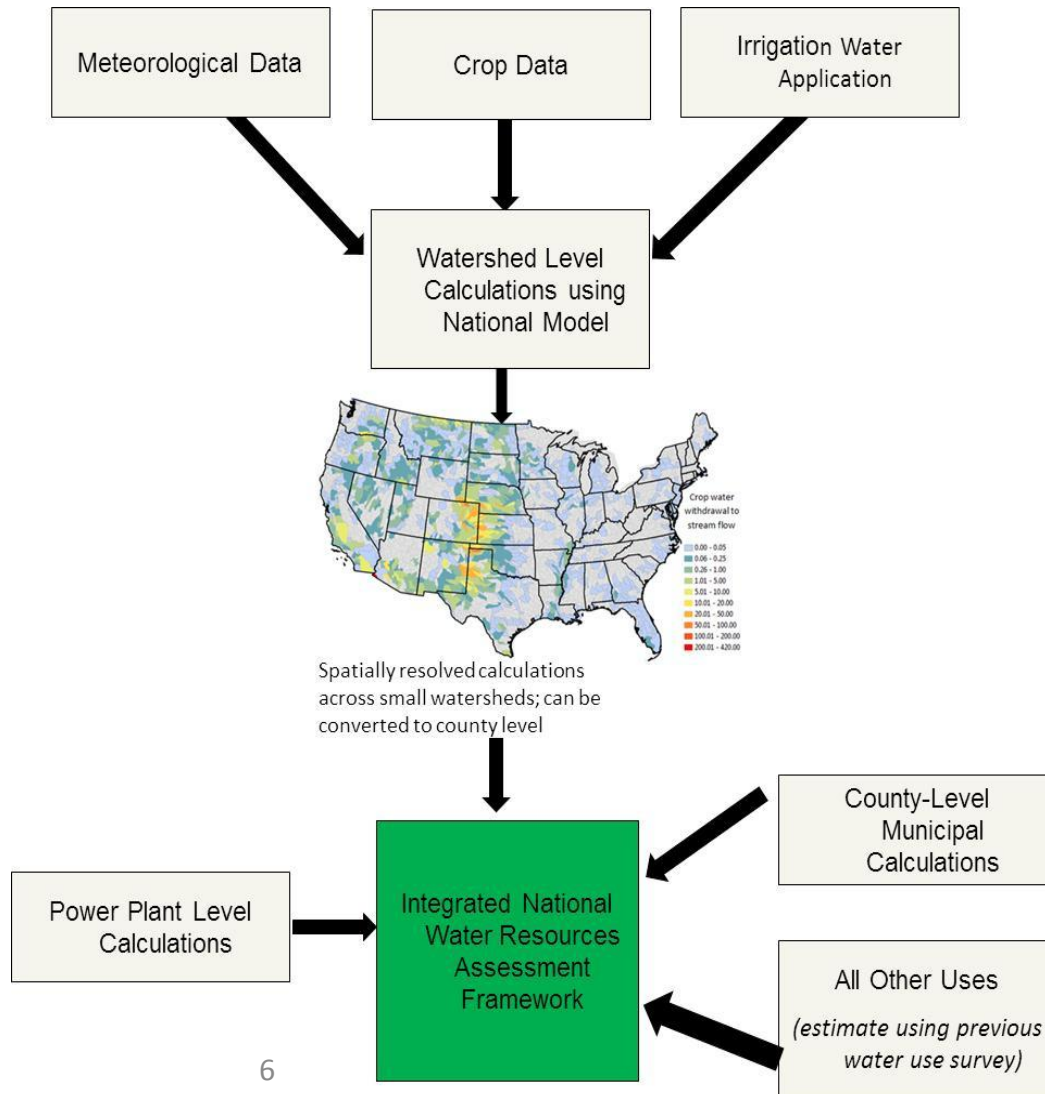 Meteorological Data
Crop Data
Irrigation Water
Application
Watershed Level
Calculations using
National Model
Crop water
withdrawal to
stream flow
0.00 - 0.05
0.06 - 0.25
0.26 - 1.00
1.01 - 5.00
5.01 - 10.00
10.01 - 20.00
20.01 - 50.00
50.01 - 100.00
100.01 - 200.00
200.01 - 420.00
Spatially resolved calculations
across small watersheds; can be
converted to county level
County-Level
Municipal
Calculations
Power Plant Level
Calculations
Integrated National
Water Resources
Assessment
Framework
All Other Uses
(estimate using previous
water use survey)
6